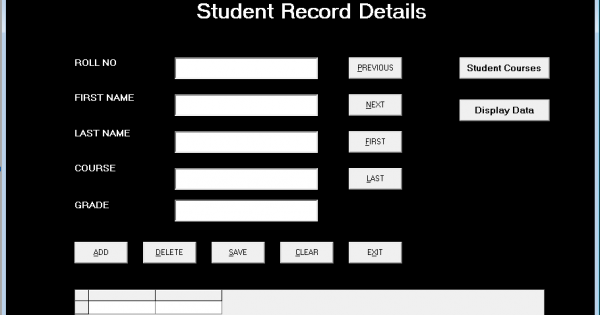 Student Record Details
ROLL NO
PREVIOUS
Student Courses
FIRST NAME
NEXT
Display Data
LAST NAME
FIRST
COURSE
LAST
GRADE
ADD
DELETE
SAVE
CLEAR
EXIT